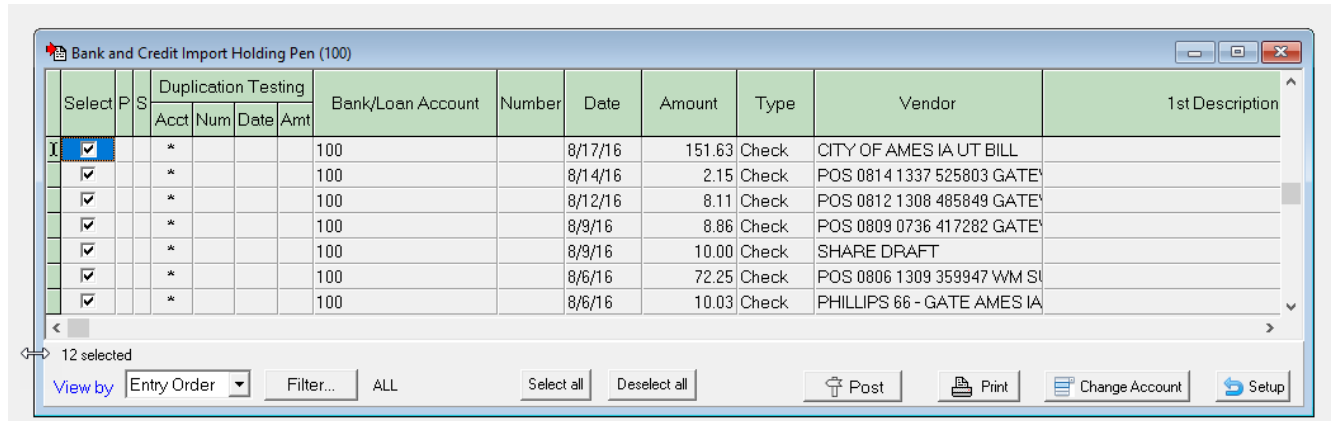 Bank and Credit Import Holding Pen (100)
Select P S Duplication Testing Bank/Loan Account Number Date Amount Type Vendor 1st Description
Acct Num Date Amt
* 100 8/17/16 151.63 Check CITY OF AMES IA UT BILL
* 100 8/14/16 2.15 Check POS 0814 1337 525803 GATE
* 100 8/12/16 8.11 Check POS 0812 1308 485849 GATE
* 100 8/9/16 8.86 Check POS 0809 0736 417282 GATE
* 100 8/9/16 10.00 Check SHARE DRAFT
* 100 8/6/16 72.25 Check POS 0806 1309 359947 WM
* 100 8/6/16 10.03 Check PHILLIPS 66 - GATE AMES IA
12 selected
View by Entry Order Filter... ALL Select all Deselect all Post Print Change Account Setup